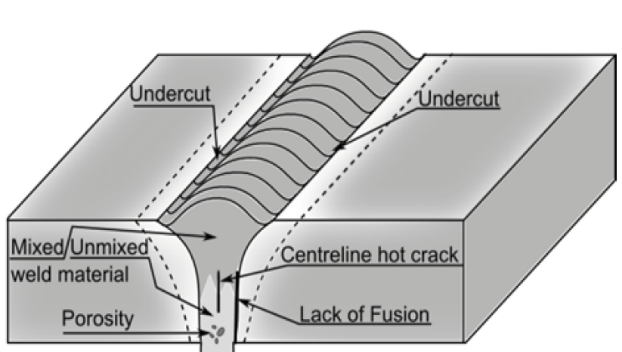 Undercut
Undercut
Mixed/Unmixed
weld material
Centreline hot crack
Lack of Fusion
Porosity